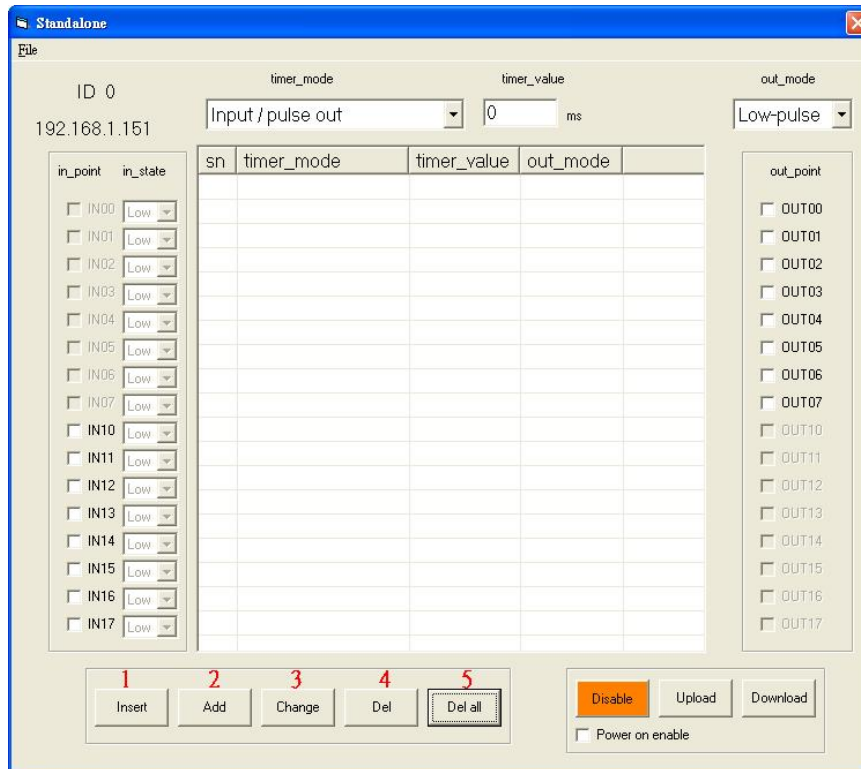 Standalone
File
ID 0
192.168.1.151
timer_mode
timer_value
out_mode
Input / pulse out
0
ms
Low-pulse
in_point in_state
sn timer_mode timer_value out_mode
out_point
IN00 Low
IN01 Low
IN02 Low
IN03 Low
IN04 Low
IN05 Low
IN06 Low
IN07 Low
IN10 Low
IN11 Low
IN12 Low
IN13 Low
IN14 Low
IN15 Low
IN16 Low
IN17 Low
OUT00
OUT01
OUT02
OUT03
OUT04
OUT05
OUT06
OUT07
OUT10
OUT11
OUT12
OUT13
OUT14
OUT15
OUT16
OUT17
1 2 3 4 5
Insert Add Change Del Del all
Disable Upload Download
Power on enable